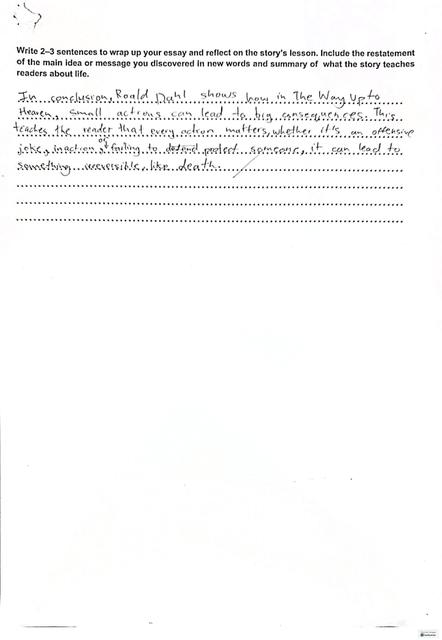 Write 2–3 sentences to wrap up your essay and reflect on the story's lesson. Include the restatement
of the main idea or message you discovered in new words and summary of what the story teaches
readers about life.
In conclusion, Roald Dahl shows how in The Way Up to
Heaven, small actions can lead to big consequences. This
teaches the reader that every action matters, whether it's an offensive
joke, inaction of failing to defend someone, it can lead to
something irreversible, like death.